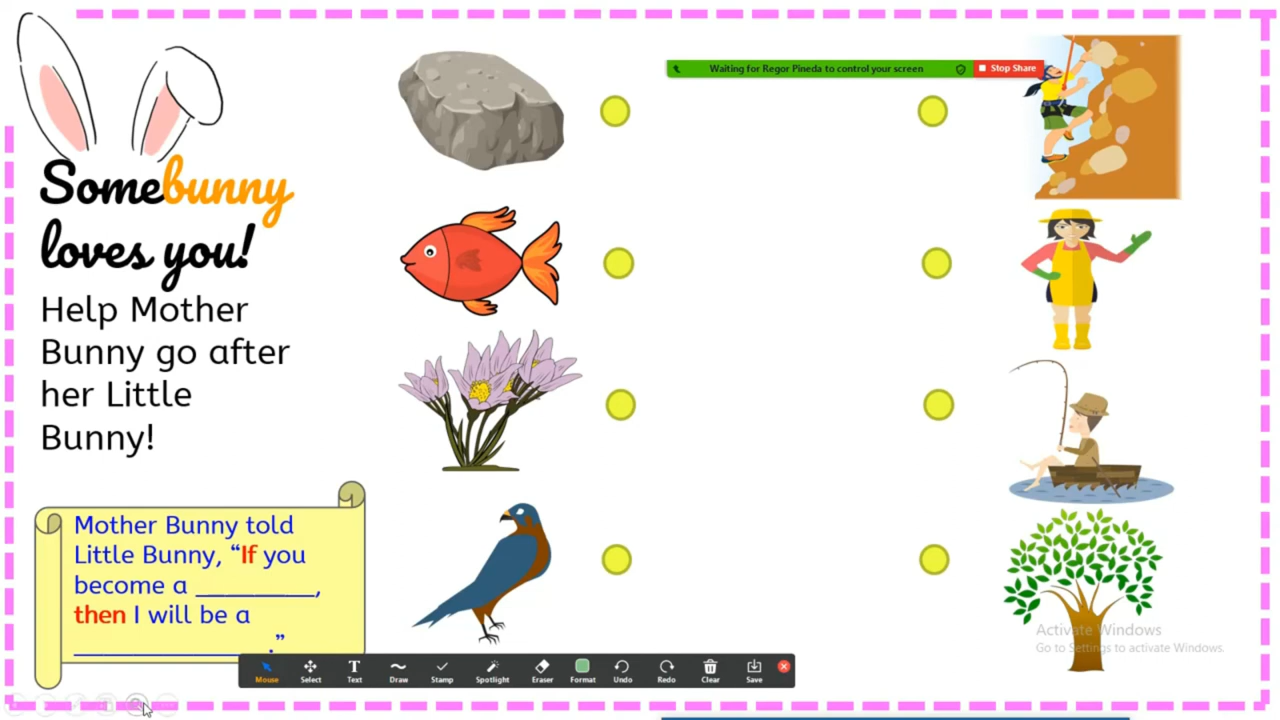 Waiting for Regor Pineda to control your screen
Stop Share
Somebunny
loves you!
Help Mother
Bunny go after
her Little
Bunny!
Mother Bunny told
Little Bunny, “If you
become a ________,
then I will be a
_____________.”
Activate Windows
Go to Settings to activate Windows.
Mouse Select Text Draw Stamp Spotlight Eraser Format Undo Redo Clear Save